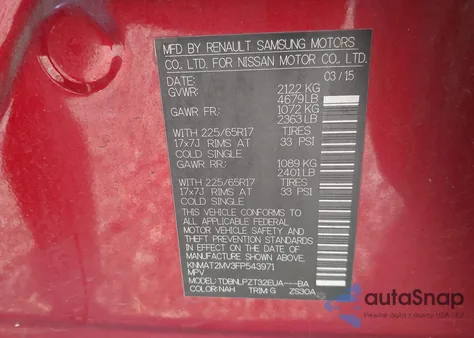 MFD BY RENAULT SAMSUNG MOTORS
CO., LTD. FOR NISSAN MOTOR CO., LTD.
DATE: 03/15
GVWR: 2122 KG
4679 LB
GAWR FR: 1072 KG
2363 LB
WITH 225/65R17 TIRES
17x7J RIMS AT 33 PSI
COLD SINGLE
GAWR RR: 1089 KG
2401 LB
WITH 225/65R17 TIRES
17x7J RIMS AT 33 PSI
COLD SINGLE
THIS VEHICLE CONFORMS TO ALL
APPLICABLE FEDERAL
MOTOR VEHICLE SAFETY AND THEFT
PREVENTION STANDARDS
IN EFFECT ON THE DATE OF
MANUFACTURE SHOWN ABOVE.
KNMAT2MV3FP543971
MPV
MODEL: TDBNLPZT32EUA---BA
COLOR: NAH TRIM: G ZS30A
autoSnap
Pewne auto z USA i EU